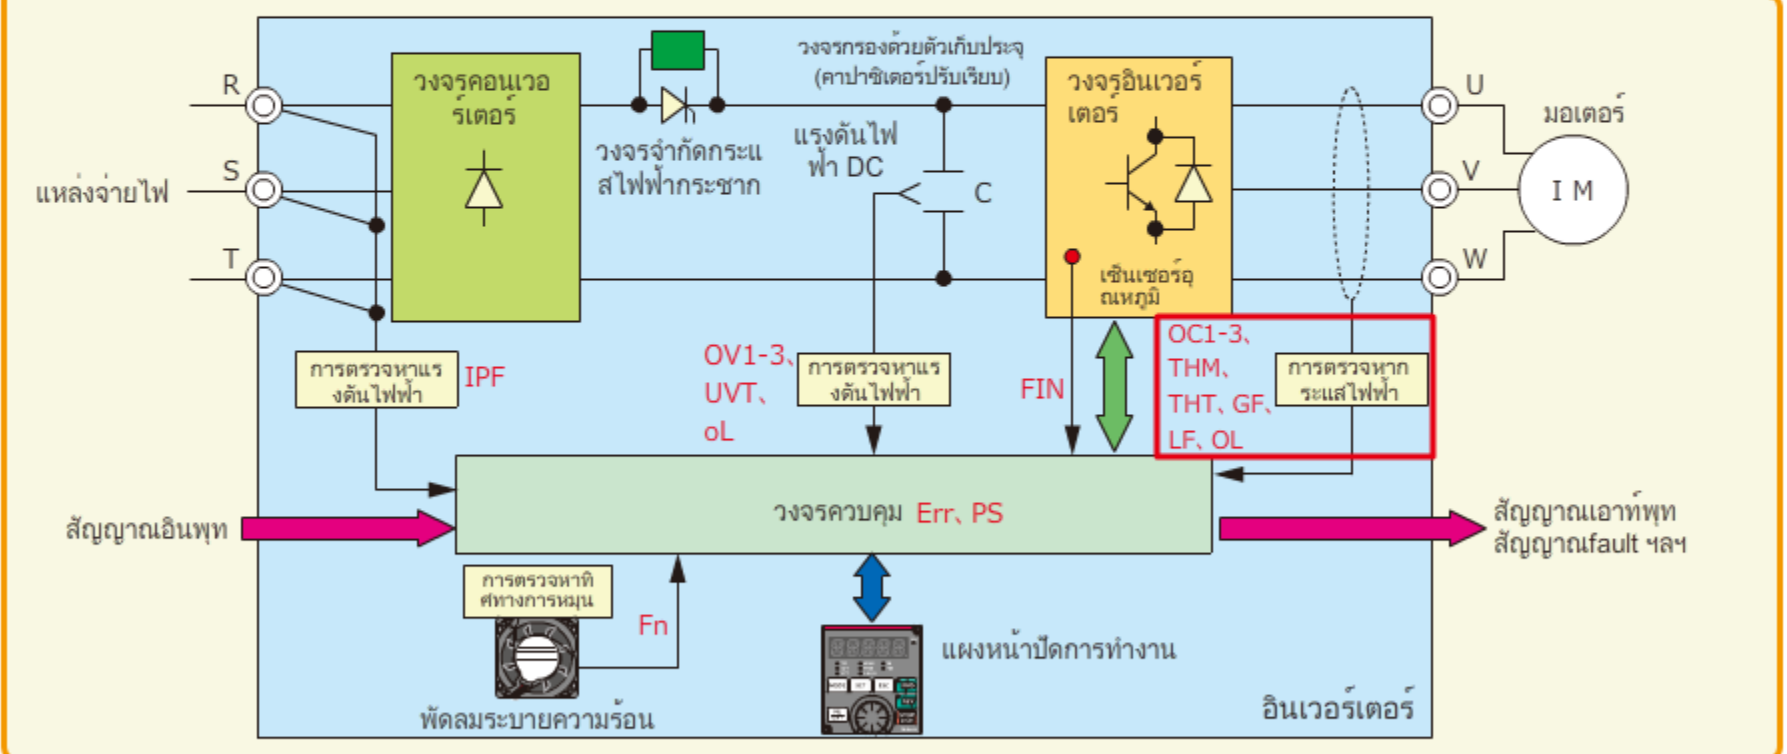 วงจรกรองด้วยตัวเก็บประจุ
(คาปาซิเตอร์ปรับเรียบ)
R
วงจรคอนเวอ
ร์เตอร์
วงจรอินเวอร์
เตอร์
U
มอเตอร์
แรงดันไฟ
ฟ้า DC
วงจรจำกัดกระแ
สไฟฟ้ากระชาก
แหล่งจ่ายไฟ
S
C
V
I M
T
W
เซ็นเซอร์อุ
ณหภูมิ
การตรวจหาแร
งดันไฟฟ้า
IPF
OV1-3、
UVT、
oL
การตรวจหาแร
งดันไฟฟ้า
FIN
OC1-3、
THM、
THT、GF、
LF、OL
การตรวจหาก
ระแสไฟฟ้า
วงจรควบคุม Err、PS
สัญญาณอินพุท
สัญญาณเอาท์พุท
สัญญาณfault ฯลฯ
การตรวจหาทิ
ศทางการหมุน
Fn
แผงหน้าปัดการทำงาน
พัดลมระบายความร้อน
อินเวอร์เตอร์